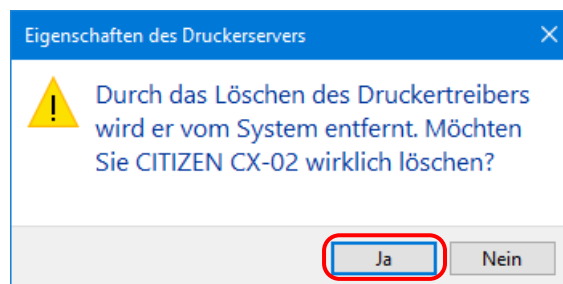 Eigenschaften des Druckerservers
Durch das Löschen des Druckertreibers
wird er vom System entfernt. Möchten
Sie CITIZEN CX-02 wirklich löschen?
Ja Nein